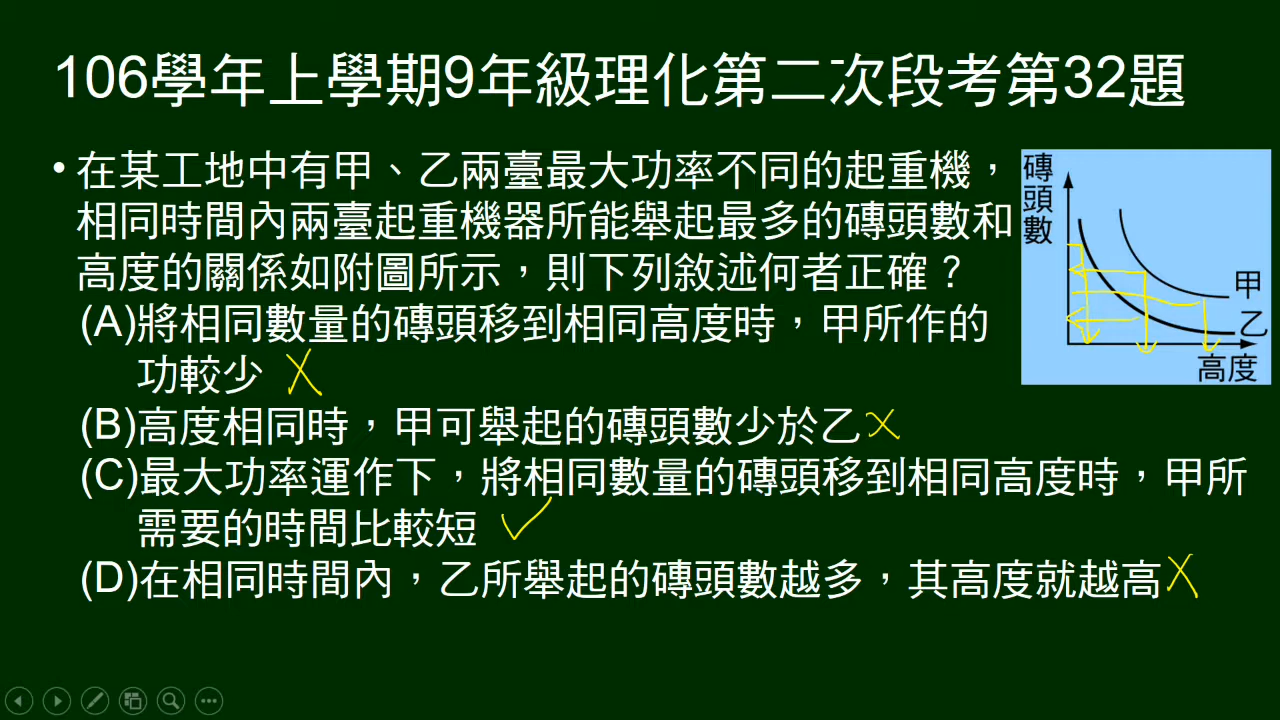 106學年上學期9年級理化第二次段考第32題
• 在某工地中有甲、乙兩臺最大功率不同的起重機，
相同時間內兩臺起重機器所能舉起最多的磚頭數和
高度的關係如附圖所示，則下列敘述何者正確？
(A)將相同數量的磚頭移到相同高度時，甲所作的
功較少
(B)高度相同時，甲可舉起的磚頭數少於乙
(C)最大功率運作下，將相同數量的磚頭移到相同高度時，甲所
需要的時間比較短
(D)在相同時間內，乙所舉起的磚頭數越多，其高度就越高
磚頭數
甲
乙
高度